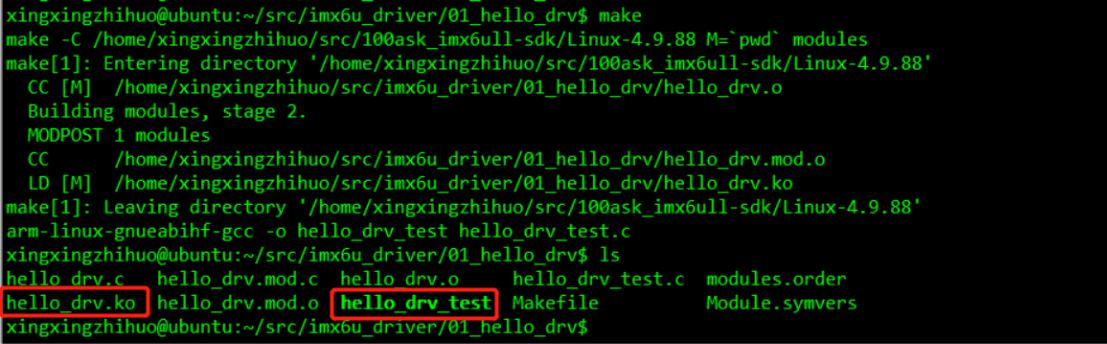 xingxingzhihuo@ubuntu:~/src/imx6u_driver/01_hello_drv$ make
make -C /home/xingxingzhihuo/src/100ask_imx6ull-sdk/Linux-4.9.88 M=`pwd` modules
make[1]: Entering directory '/home/xingxingzhihuo/src/100ask_imx6ull-sdk/Linux-4.9.88'
  CC [M]  /home/xingxingzhihuo/src/imx6u_driver/01_hello_drv/hello_drv.o
  Building modules, stage 2.
  MODPOST 1 modules
  CC      /home/xingxingzhihuo/src/imx6u_driver/01_hello_drv/hello_drv.mod.o
  LD [M]  /home/xingxingzhihuo/src/imx6u_driver/01_hello_drv/hello_drv.ko
make[1]: Leaving directory '/home/xingxingzhihuo/src/100ask_imx6ull-sdk/Linux-4.9.88'
arm-linux-gnueabihf-gcc -o hello_drv_test hello_drv_test.c
xingxingzhihuo@ubuntu:~/src/imx6u_driver/01_hello_drv$ ls
hello_drv.c   hello_drv.mod.c  hello_drv.o     hello_drv_test.c  modules.order
hello_drv.ko  hello_drv.mod.o  hello_drv_test  Makefile          Module.symvers
xingxingzhihuo@ubuntu:~/src/imx6u_driver/01_hello_drv$